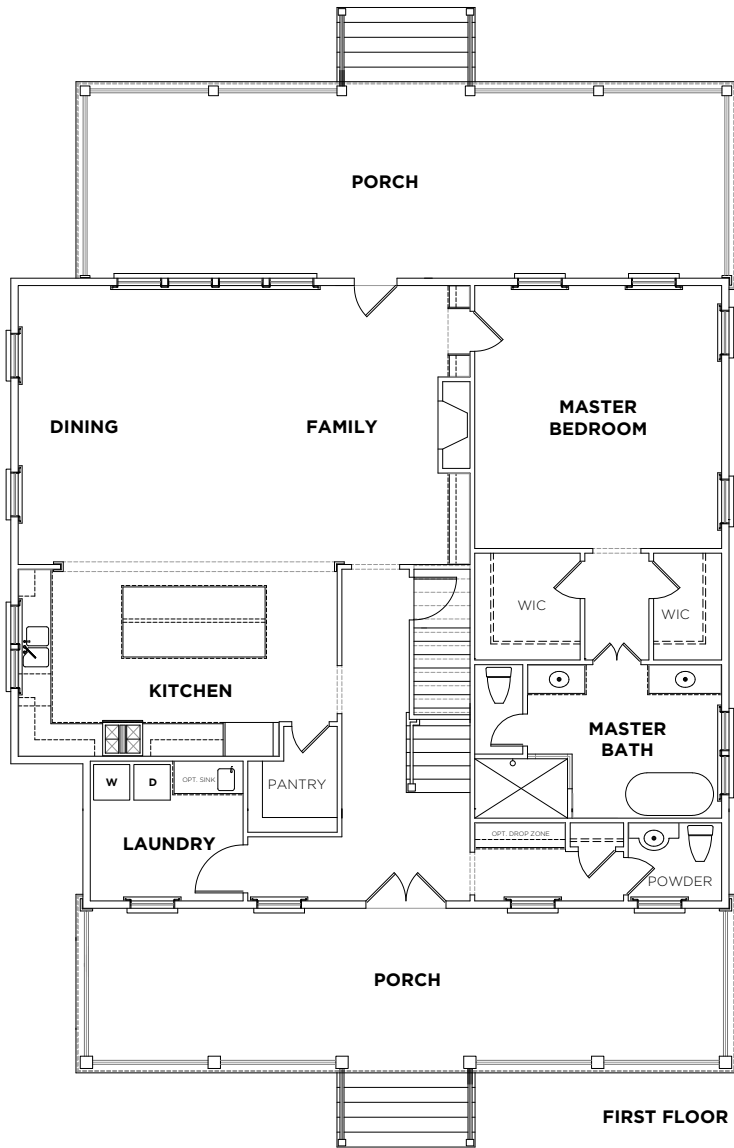 PORCH
DINING
FAMILY
MASTER
BEDROOM
WIC
WIC
KITCHEN
MASTER
BATH
W
D
OPT. SINK
PANTRY
LAUNDRY
OPT. DROP ZONE
POWDER
PORCH
FIRST FLOOR